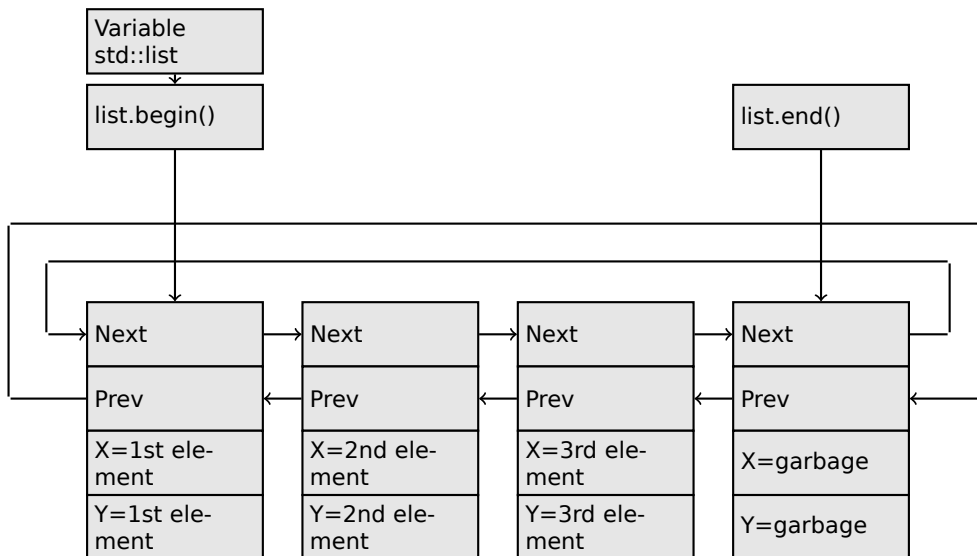 Variable
std::list
list.begin()
list.end()
Next
Next
Next
Next
Prev
Prev
Prev
Prev
X=1st ele-
ment
X=2nd ele-
ment
X=3rd ele-
ment
X=garbage
Y=1st ele-
ment
Y=2nd ele-
ment
Y=3rd ele-
ment
Y=garbage